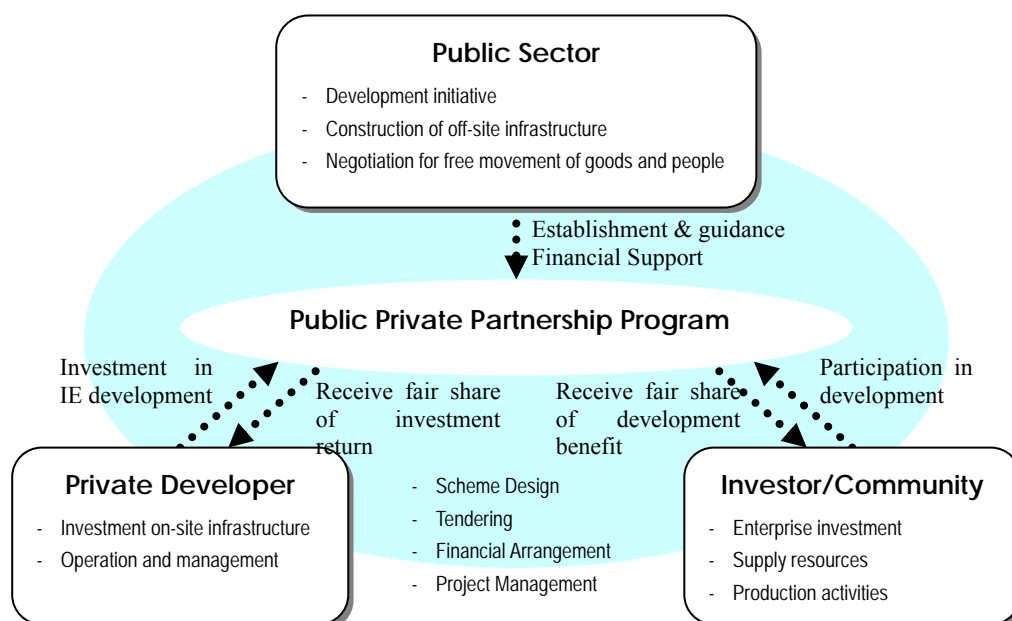 Public Sector
- Development initiative
- Construction of off-site infrastructure
- Negotiation for free movement of goods and people
Establishment & guidance
Financial Support
Public Private Partnership Program
Investment in
IE development
Receive fair share
of investment
return
Receive fair share
of development
benefit
Participation in
development
Private Developer
- Investment on-site infrastructure
- Operation and management
- Scheme Design
- Tendering
- Financial Arrangement
- Project Management
Investor/Community
- Enterprise investment
- Supply resources
- Production activities